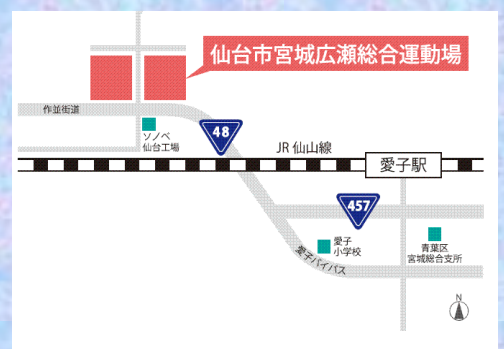 仙台市宮城広瀬総合運動場
作並街道
ソノベ
仙台工場
48
JR仙山線
愛子駅
457
愛子
小学校
青葉区
宮城総合支所
愛子バイパス
N